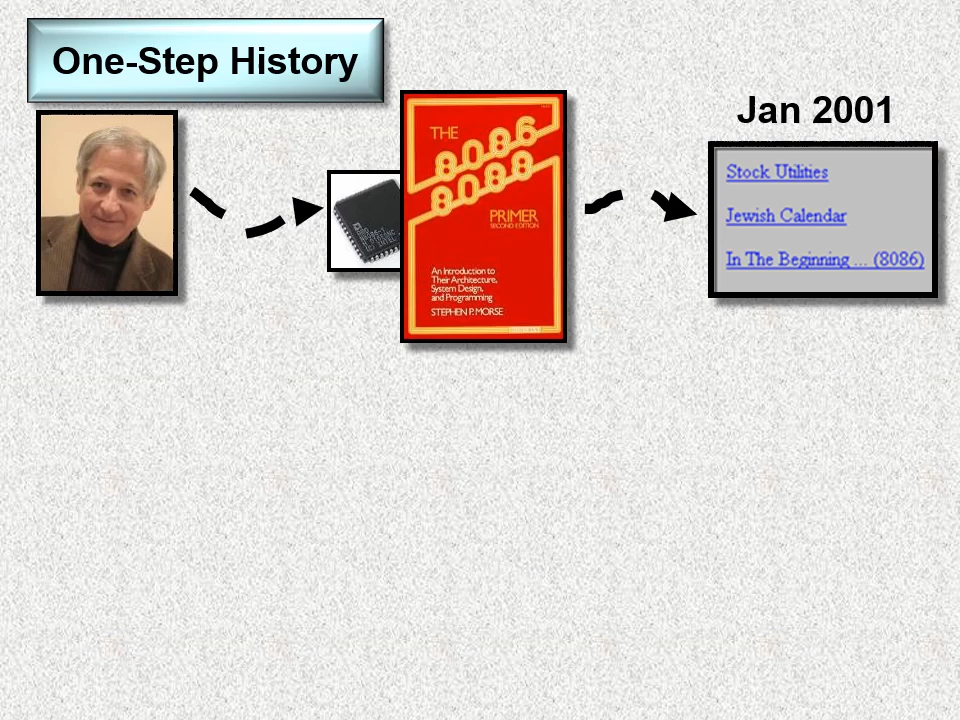 One-Step History
Jan 2001
THE
8086
8088
PRIMER
SECOND EDITION
An Introduction to
Their Architecture,
System Design,
and Programming
STEPHEN P. MORSE
Stock Utilities
Jewish Calendar
In The Beginning ... (8086)